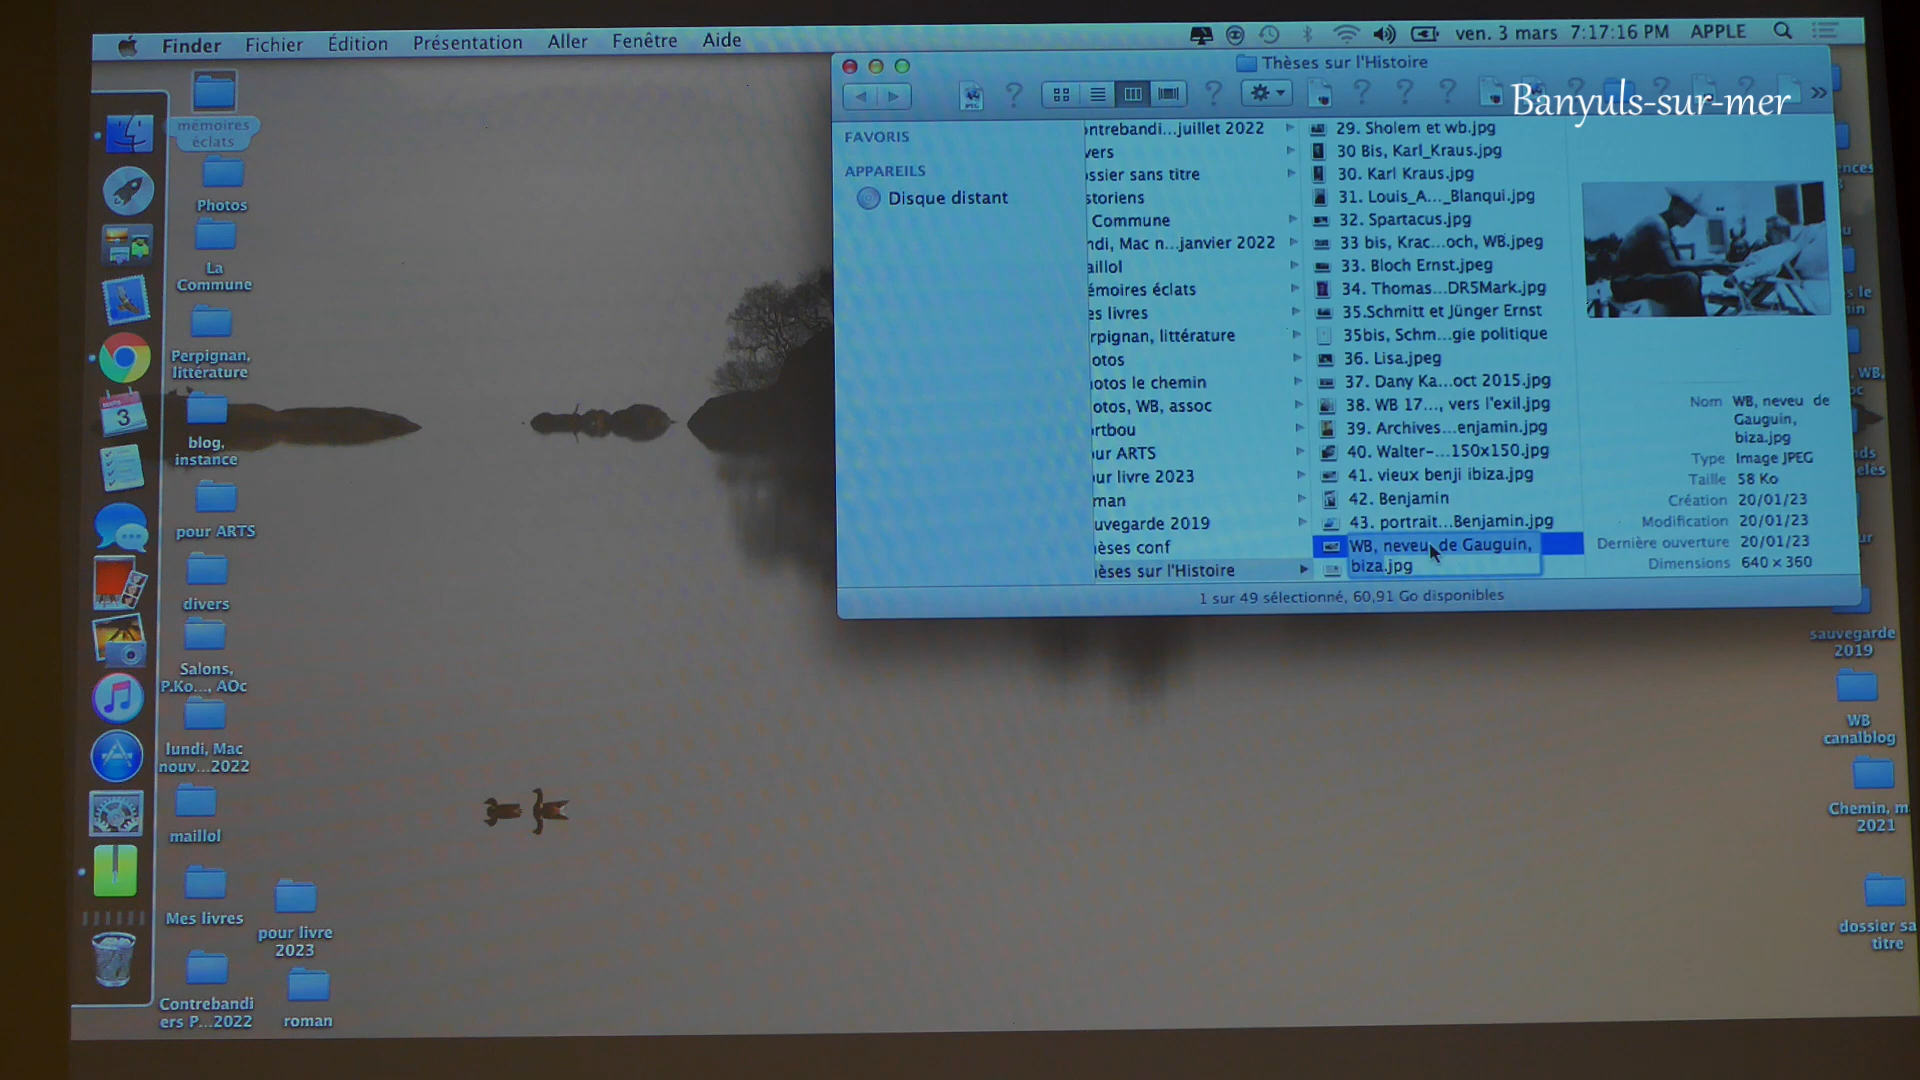 Finder Fichier Édition Présentation Aller Fenêtre Aide
ven. 3 mars 7:17:16 PM APPLE
Thèses sur l'Histoire
Banyuls-sur-mer
FAVORIS
APPAREILS
Disque distant
ntrebandi...juillet 2022
vers
ssier sans titre
storiens
Commune
ndi, Mac n...janvier 2022
aillol
émoires éclats
es livres
rpignan, littérature
otos
otos le chemin
otos, WB, assoc
ortbou
ur ARTS
ur livre 2023
man
uvegarde 2019
èses conf
èses sur l'Histoire
29. Sholem et wb.jpg
30 Bis, Karl_Kraus.jpg
30. Karl Kraus.jpg
31. Louis_A..._Blanqui.jpg
32. Spartacus.jpg
33 bis, Krac...och, WB.jpeg
33. Bloch Ernst.jpeg
34. Thomas...DR5Mark.jpg
35.Schmitt et Jünger Ernst
35bis, Schm...gie politique
36. Lisa.jpeg
37. Dany Ka...oct 2015.jpg
38. WB 17..., vers l'exil.jpg
39. Archives...enjamin.jpg
40. Walter-...150x150.jpg
41. vieux benji ibiza.jpg
42. Benjamin
43. portrait...Benjamin.jpg
WB, neveu de Gauguin,
biza.jpg
Nom WB, neveu de
Gauguin,
biza.jpg
Type Image JPEG
Taille 58 Ko
Création 20/01/23
Modification 20/01/23
Dernière ouverture 20/01/23
Dimensions 640 × 360
1 sur 49 sélectionné, 60,91 Go disponibles
mémoires
éclats
Photos
La
Commune
Perpignan,
littérature
blog,
instance
pour ARTS
divers
Salons,
P.Ko..., AOc
lundi, Mac
nouv...2022
maillol
Mes livres
pour livre
2023
Contrebandi
ers P...2022
roman
3
sauvegarde
2019
WB
canalblog
Chemin, m
2021
dossier sa
titre